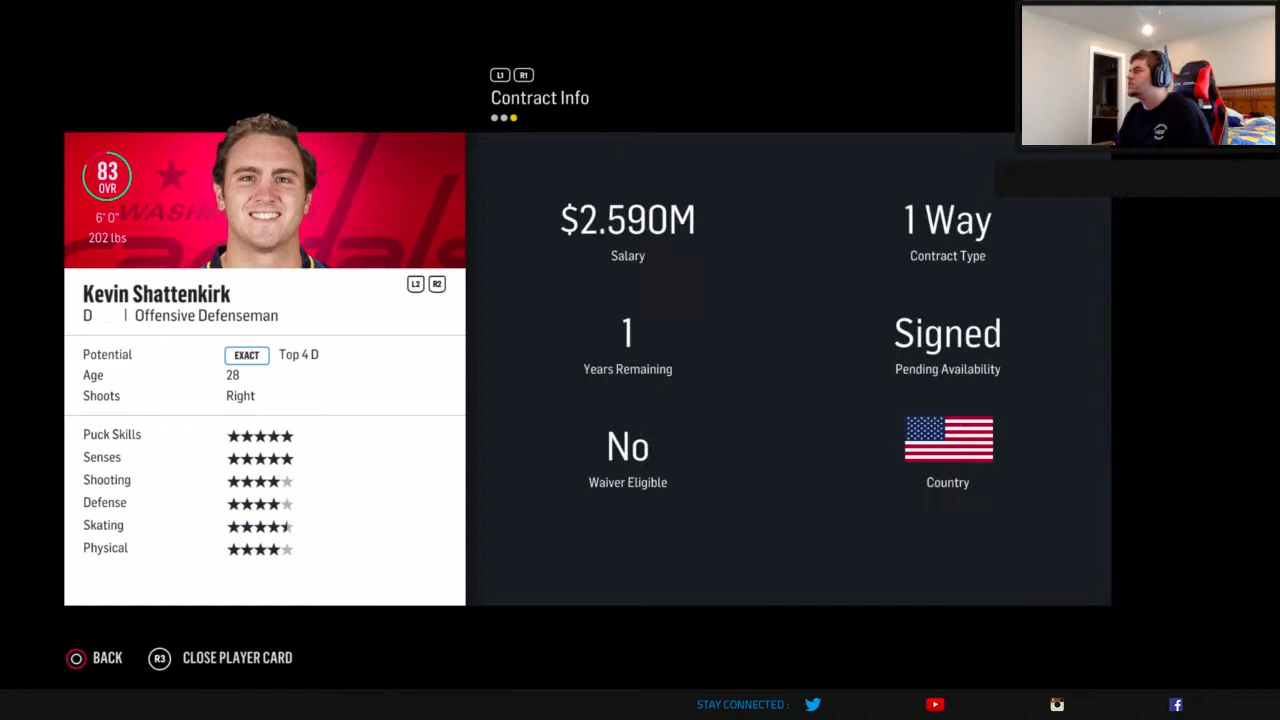 L1 R1
Contract Info
83
OVR
6' 0"
202 lbs
WASH
Kevin Shattenkirk
L2 R2
D | Offensive Defenseman
Potential EXACT Top 4 D
Age 28
Shoots Right
Puck Skills
Senses
Shooting
Defense
Skating
Physical
$2.590M
Salary
1 Way
Contract Type
1
Years Remaining
Signed
Pending Availability
No
Waiver Eligible
Country
BACK
R3 CLOSE PLAYER CARD
STAY CONNECTED :